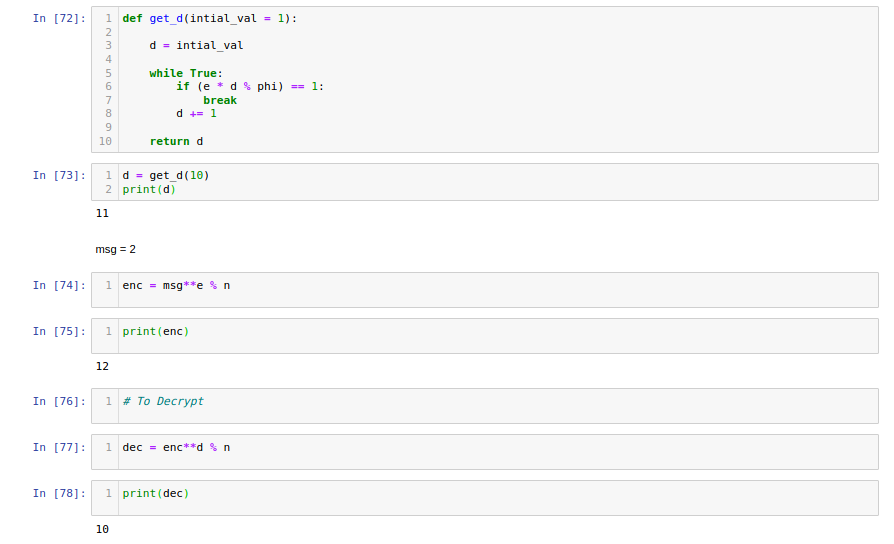 In [72]:
1 def get_d(intial_val = 1):
2
3     d = intial_val
4
5     while True:
6         if (e * d % phi) == 1:
7             break
8         d += 1
9
10     return d
In [73]:
1 d = get_d(10)
2 print(d)
11
msg = 2
In [74]:
1 enc = msg**e % n
In [75]:
1 print(enc)
12
In [76]:
1 # To Decrypt
In [77]:
1 dec = enc**d % n
In [78]:
1 print(dec)
10